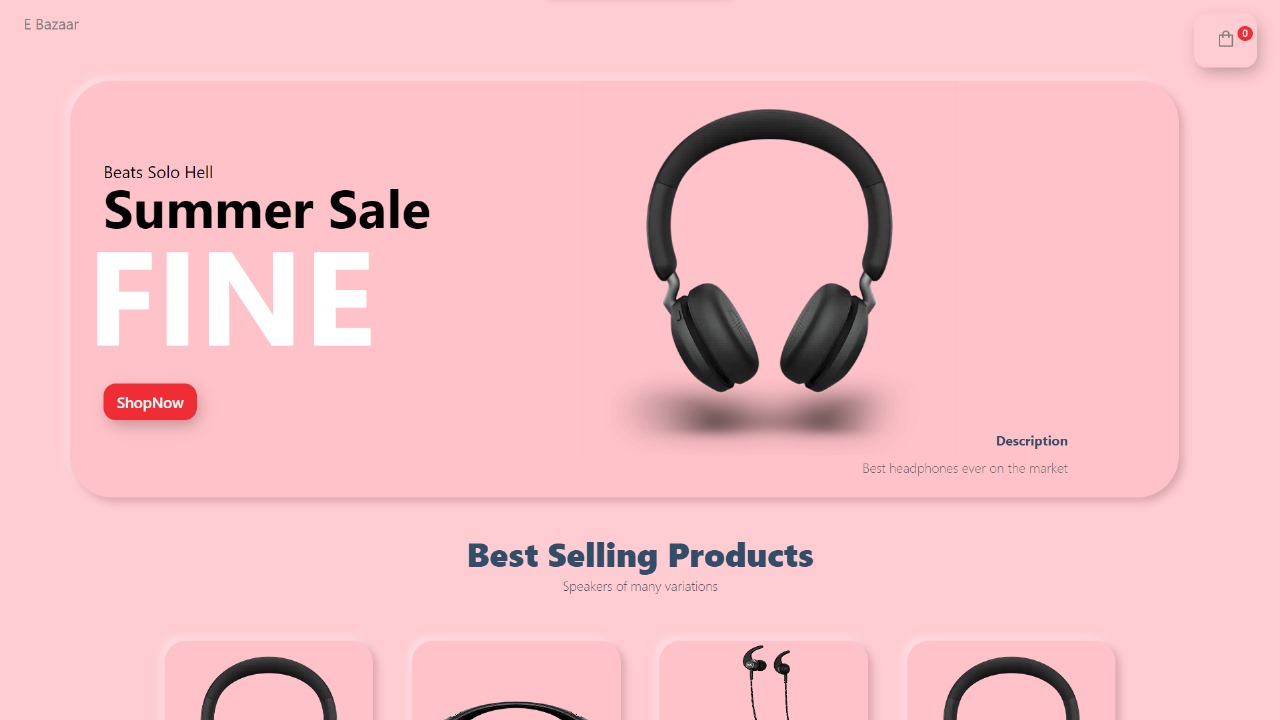 E Bazaar
0
Beats Solo Hell
Summer Sale
FINE
ShopNow
Description
Best headphones ever on the market
Best Selling Products
Speakers of many variations